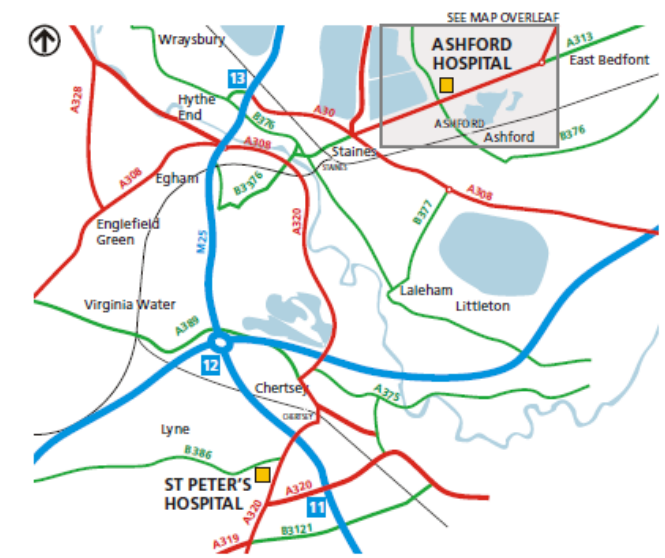 SEE MAP OVERLEAF
Wraysbury
ASHFORD
HOSPITAL
A313
East Bedfont
13
A328
Hythe
End
A30
B376
ASHFORD
Ashford
B376
A308
Staines
STAINES
A308
Egham
B3376
A308
A320
B377
Englefield
Green
M25
Laleham
Littleton
Virginia Water
A389
12
Chertsey
A375
CHERTSEY
Lyne
B386
ST PETER'S
HOSPITAL
A320
A320
11
A319
B3121